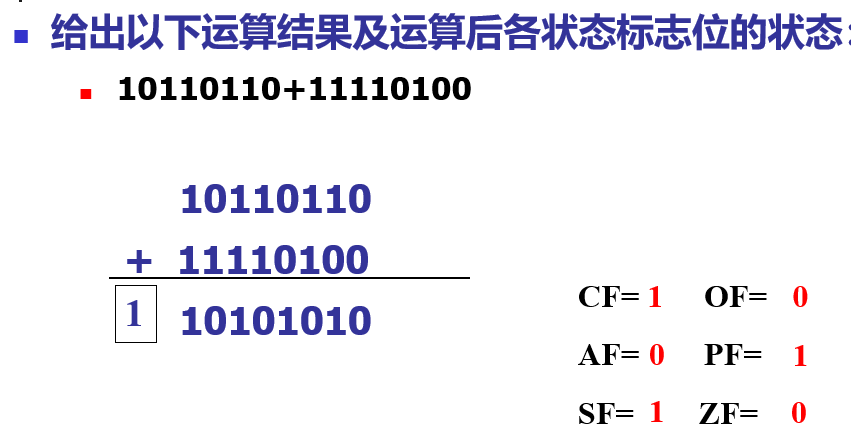 给出以下运算结果及运算后各状态标志位的状态:
10110110+11110100
10110110
+ 11110100
1 10101010
CF= 1 OF= 0
AF= 0 PF= 1
SF= 1 ZF= 0